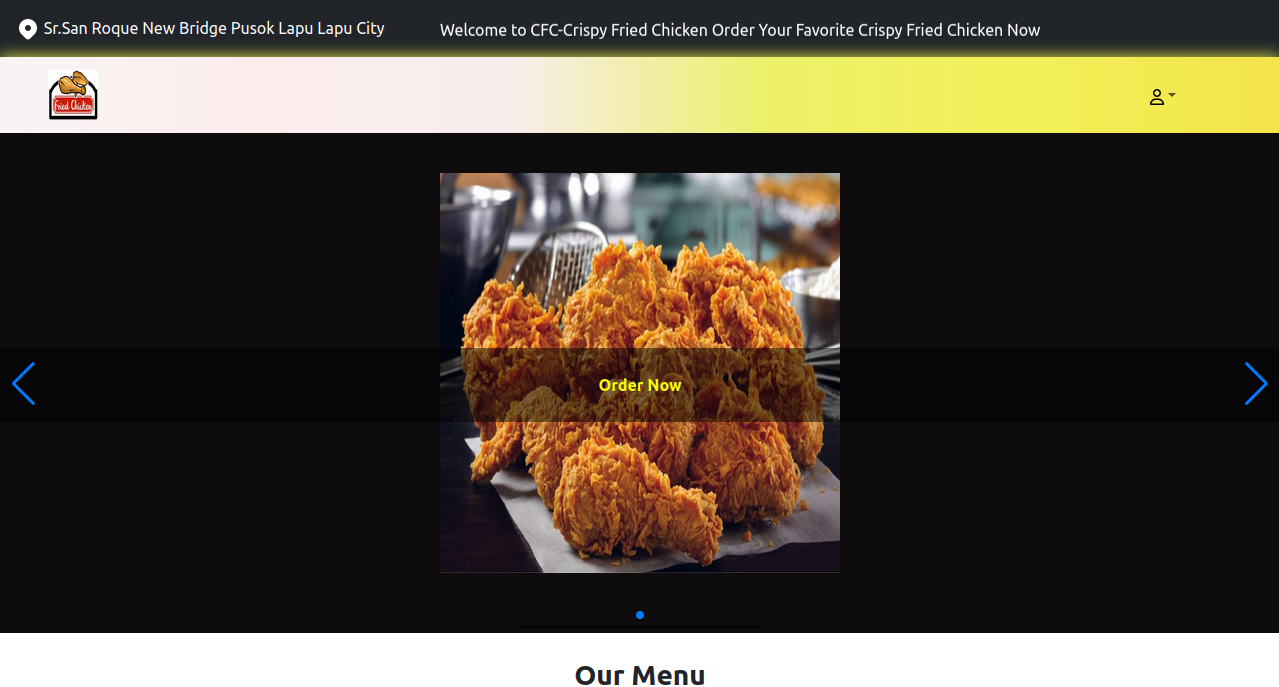 Sr.San Roque New Bridge Pusok Lapu Lapu City
Welcome to CFC-Crispy Fried Chicken Order Your Favorite Crispy Fried Chicken Now
Fried Chicken
Order Now
Our Menu